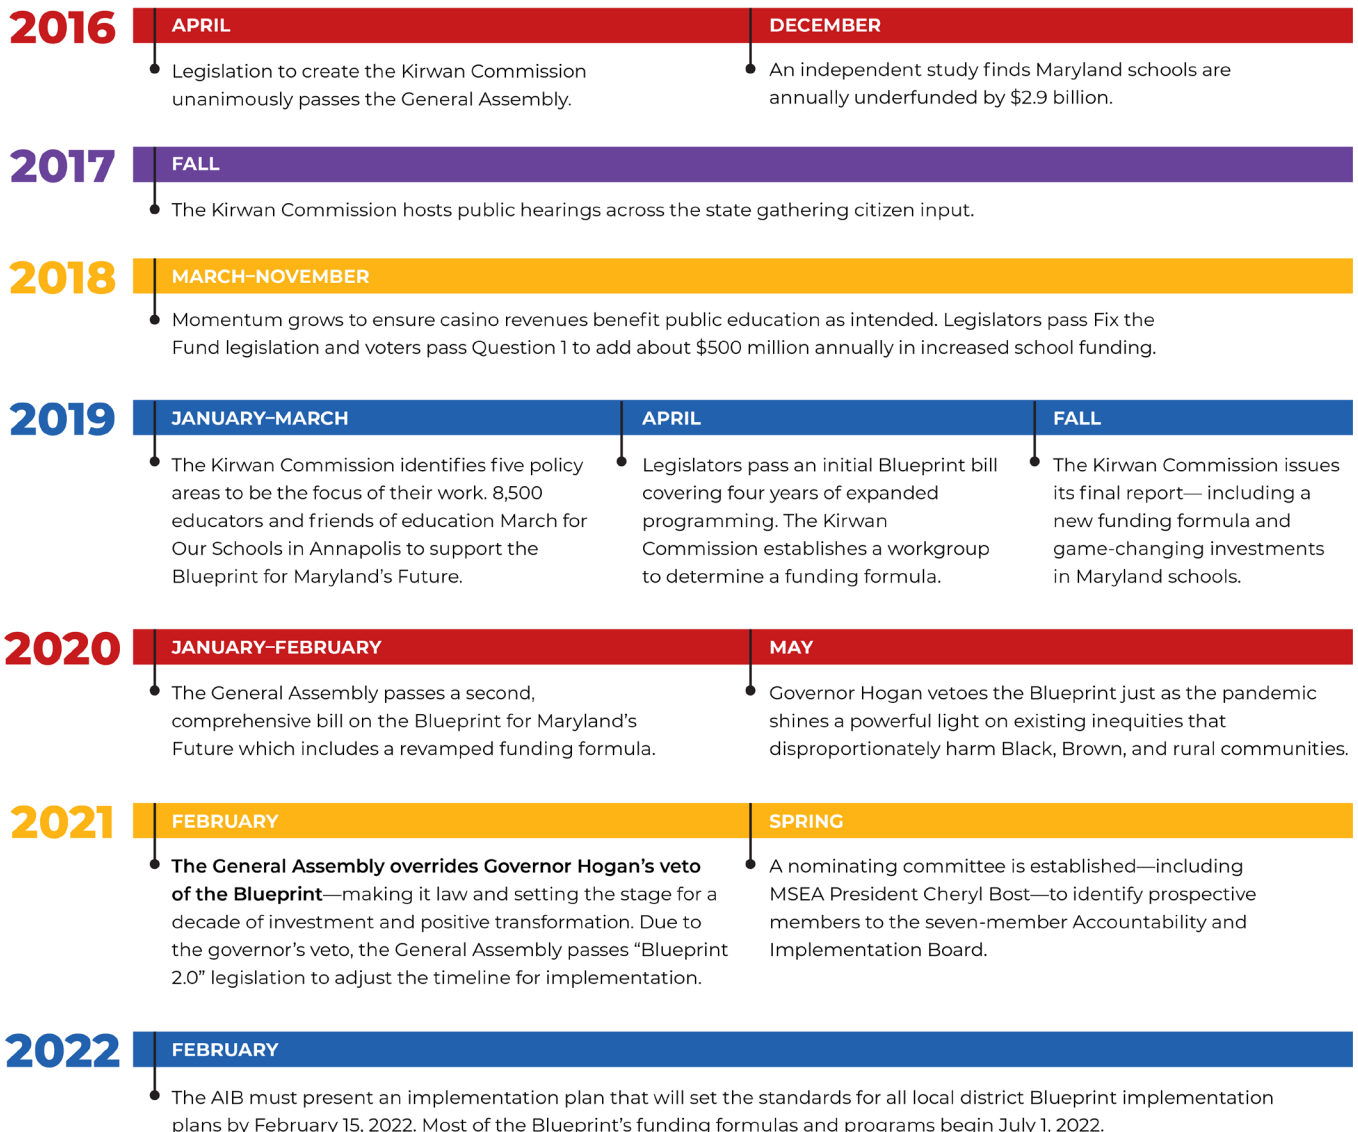 2016
APRIL
Legislation to create the Kirwan Commission
unanimously passes the General Assembly.
DECEMBER
An independent study finds Maryland schools are
annually underfunded by $2.9 billion.
2017
FALL
The Kirwan Commission hosts public hearings across the state gathering citizen input.
2018
MARCH–NOVEMBER
Momentum grows to ensure casino revenues benefit public education as intended. Legislators pass Fix the
Fund legislation and voters pass Question 1 to add about $500 million annually in increased school funding.
2019
JANUARY–MARCH
The Kirwan Commission identifies five policy
areas to be the focus of their work. 8,500
educators and friends of education March for
Our Schools in Annapolis to support the
Blueprint for Maryland's Future.
APRIL
Legislators pass an initial Blueprint bill
covering four years of expanded
programming. The Kirwan
Commission establishes a workgroup
to determine a funding formula.
FALL
The Kirwan Commission issues
its final report— including a
new funding formula and
game-changing investments
in Maryland schools.
2020
JANUARY–FEBRUARY
The General Assembly passes a second,
comprehensive bill on the Blueprint for Maryland's
Future which includes a revamped funding formula.
MAY
Governor Hogan vetoes the Blueprint just as the pandemic
shines a powerful light on existing inequities that
disproportionately harm Black, Brown, and rural communities.
2021
FEBRUARY
The General Assembly overrides Governor Hogan's veto
of the Blueprint—making it law and setting the stage for a
decade of investment and positive transformation. Due to
the governor's veto, the General Assembly passes "Blueprint
2.0" legislation to adjust the timeline for implementation.
SPRING
A nominating committee is established—including
MSEA President Cheryl Bost—to identify prospective
members to the seven-member Accountability and
Implementation Board.
2022
FEBRUARY
The AIB must present an implementation plan that will set the standards for all local district Blueprint implementation
plans by February 15, 2022. Most of the Blueprint's funding formulas and programs begin July 1, 2022.